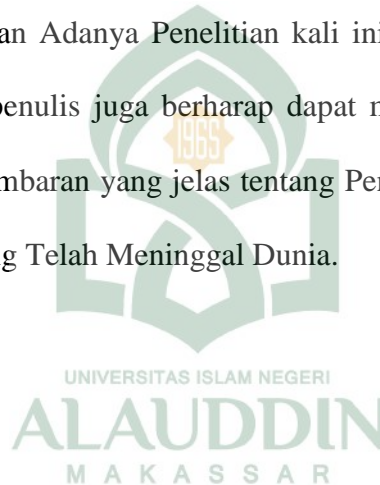 an Adanya Penelitian kali ini
penulis juga berharap dapat
mbaran yang jelas tentang
g Telah Meninggal Dunia.
1965
UNIVERSITAS ISLAM NEGERI
ALAUDDIN
MAKASSAR